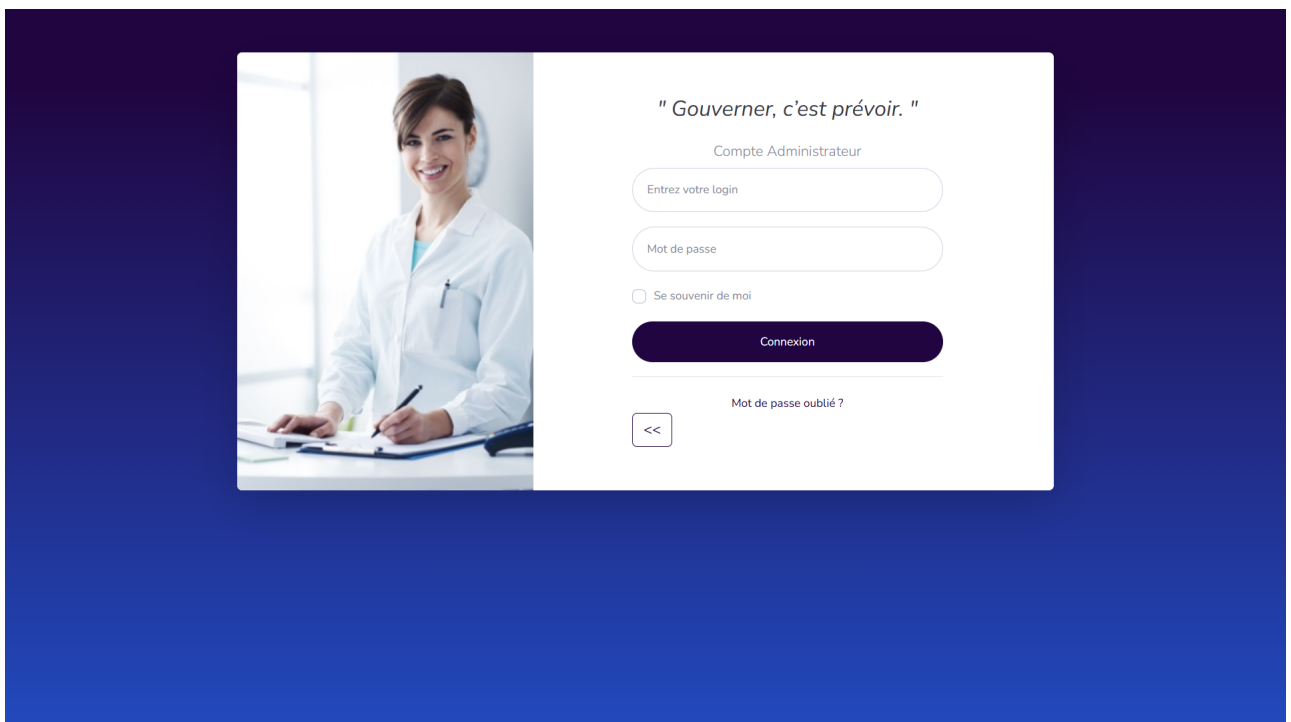 " Gouverner, c’est prévoir. "
Compte Administrateur
Entrez votre login
Mot de passe
Se souvenir de moi
Connexion
Mot de passe oublié ?
<<